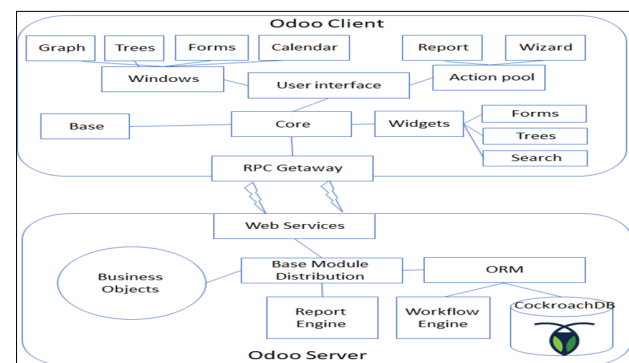 Odoo Client
Graph
Trees
Forms
Calendar
Report
Wizard
Windows
User interface
Action pool
Base
Core
Widgets
Forms
Trees
Search
RPC Getaway
Web Services
Business
Objects
Base Module
Distribution
ORM
Report
Engine
Workflow
Engine
CockroachDB
Odoo Server